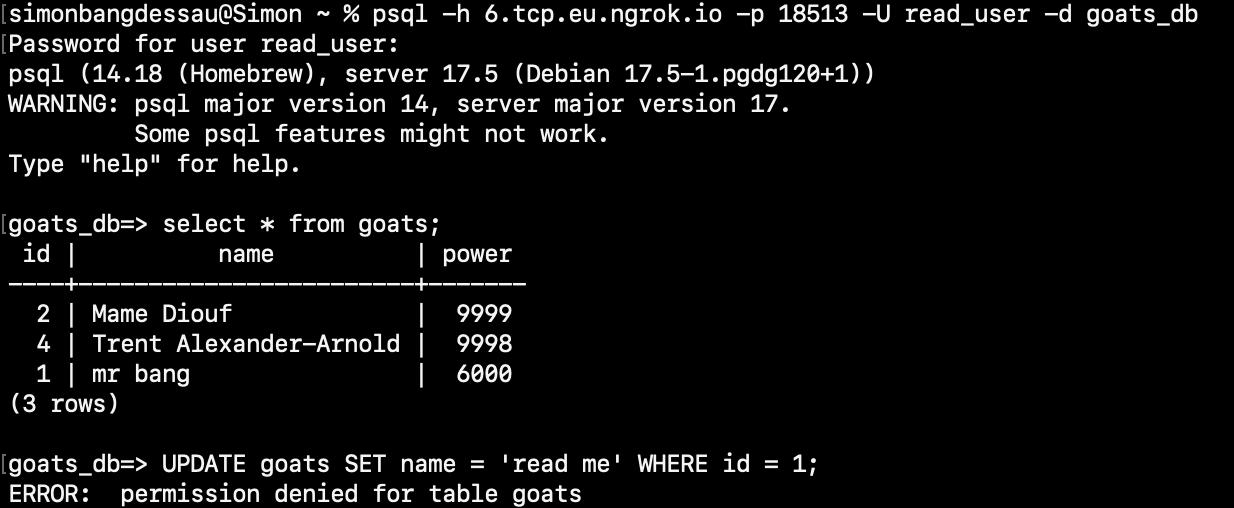 [simonbangdessau@Simon ~ % psql -h 6.tcp.eu.ngrok.io -p 18513 -U read_user -d goats_db
[Password for user read_user:
psql (14.18 (Homebrew), server 17.5 (Debian 17.5-1.pgdg120+1))
WARNING: psql major version 14, server major version 17.
         Some psql features might not work.
Type "help" for help.

[goats_db=> select * from goats;
 id |          name          | power
----+------------------------+-------
  2 | Mame Diouf             |  9999
  4 | Trent Alexander-Arnold |  9998
  1 | mr bang                |  6000
(3 rows)

[goats_db=> UPDATE goats SET name = 'read me' WHERE id = 1;
ERROR:  permission denied for table goats